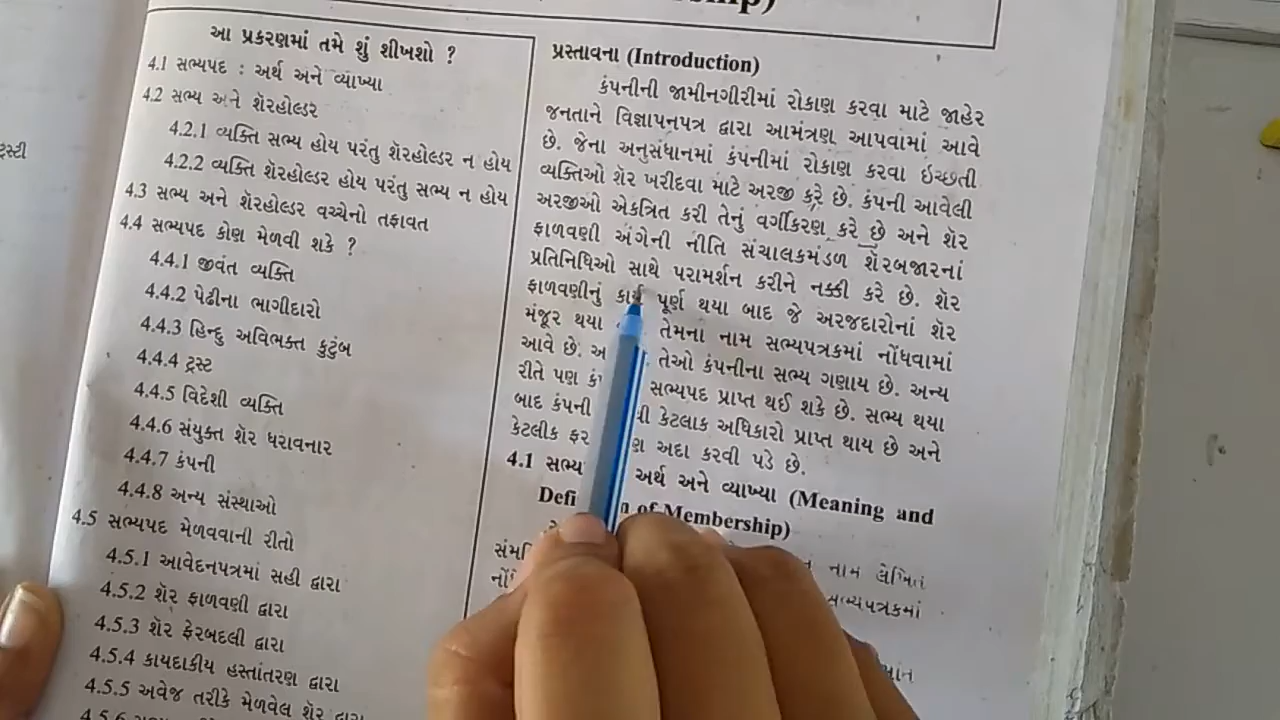 ટ્રસ્ટી
આ પ્રકરણમાં તમે શું શીખશો ?
4.1 સભ્યપદ : અર્થ અને વ્યાખ્યા
4.2 સભ્ય અને શૅરહોલ્ડર
4.2.1 વ્યક્તિ સભ્ય હોય પરંતુ શૅરહોલ્ડર ન હોય
4.2.2 વ્યક્તિ શૅરહોલ્ડર હોય પરંતુ સભ્ય ન હોય
4.3 સભ્ય અને શૅરહોલ્ડર વચ્ચેનો તફાવત
4.4 સભ્યપદ કોણ મેળવી શકે ?
4.4.1 જીવંત વ્યક્તિ
4.4.2 પેઢીના ભાગીદારો
4.4.3 હિન્દુ અવિભક્ત કુટુંબ
4.4.4 ટ્રસ્ટ
4.4.5 વિદેશી વ્યક્તિ
4.4.6 સંયુક્ત શૅર ધરાવનાર
4.4.7 કંપની
4.4.8 અન્ય સંસ્થાઓ
4.5 સભ્યપદ મેળવવાની રીતો
4.5.1 આવેદનપત્રમાં સહી દ્વારા
4.5.2 શૅર ફાળવણી દ્વારા
4.5.3 શૅર ફેરબદલી દ્વારા
4.5.4 કાયદાકીય હસ્તાંતરણ દ્વારા
4.5.5 અવેજ તરીકે મેળવેલ શૅર દ્વારા
4.5.6
પ્રસ્તાવના (Introduction)
કંપનીની જામીનગીરીમાં રોકાણ કરવા માટે જાહેર
જનતાને વિજ્ઞાપનપત્ર દ્વારા આમંત્રણ આપવામાં આવે
છે. જેના અનુસંધાનમાં કંપનીમાં રોકાણ કરવા ઇચ્છતી
વ્યક્તિઓ શૅર ખરીદવા માટે અરજી કરે છે. કંપની આવેલી
અરજીઓ એકત્રિત કરી તેનું વર્ગીકરણ કરે છે અને શૅર
ફાળવણી અંગેની નીતિ સંચાલકમંડળ શૅરબજારનાં
પ્રતિનિધિઓ સાથે પરામર્શન કરીને નક્કી કરે છે. શૅર
ફાળવણીનું કાર્ય પૂર્ણ થયા બાદ જે અરજદારોનાં શૅર
મંજૂર થયા તેમના નામ સભ્યપત્રકમાં નોંધવામાં
આવે છે. તેઓ કંપનીના સભ્ય ગણાય છે. અન્ય
રીતે પણ સભ્યપદ પ્રાપ્ત થઈ શકે છે. સભ્ય થયા
બાદ કંપની કેટલાક અધિકારો પ્રાપ્ત થાય છે અને
કેટલીક અદા કરવી પડે છે.
4.1 અર્થ અને વ્યાખ્યા (Meaning and
of Membership)
નામ લેખિત
સભ્યપત્રકમાં